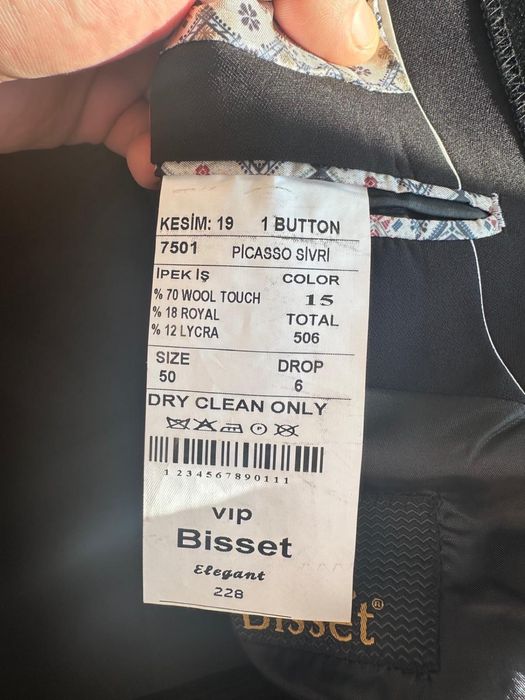 KESİM: 19 1 BUTTON
7501 PİCASSO SİVRİ
İPEK İŞ COLOR
% 70 WOOL TOUCH 15
% 18 ROYAL TOTAL
% 12 LYCRA 506
SIZE DROP
50 6
DRY CLEAN ONLY
P
1234567890111
VIP
Bisset
Elegant
228
Bisset®